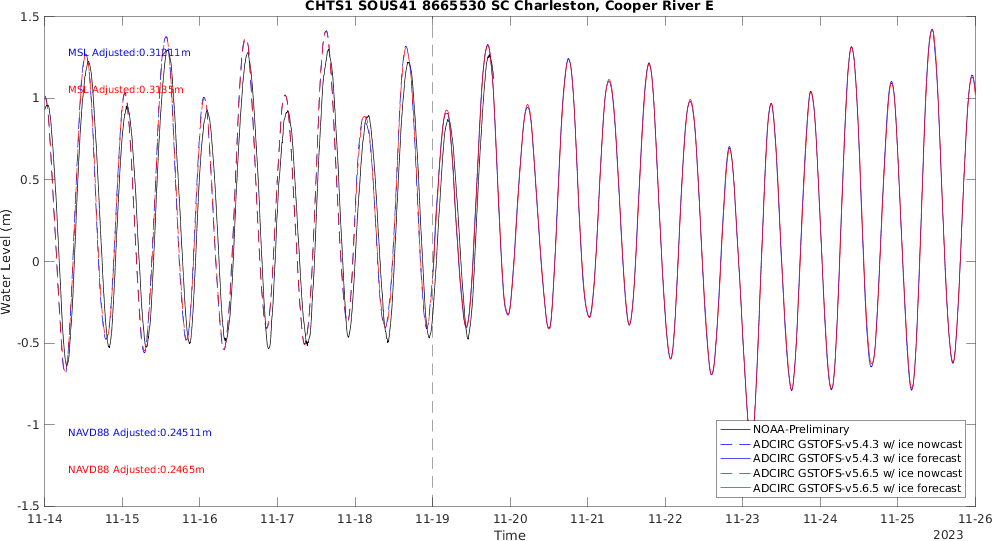 CHTS1 SOUS41 8665530 SC Charleston, Cooper River E
1.5
1
0.5
0
-0.5
-1
-1.5
Water Level (m)
MSL Adjusted:0.31211m
MSL Adjusted:0.3135m
NAVD88 Adjusted:0.24511m
NAVD88 Adjusted:0.2465m
NOAA-Preliminary
ADCIRC GSTOFS-v5.4.3 w/ ice nowcast
ADCIRC GSTOFS-v5.4.3 w/ ice forecast
ADCIRC GSTOFS-v5.6.5 w/ ice nowcast
ADCIRC GSTOFS-v5.6.5 w/ ice forecast
11-14 11-15 11-16 11-17 11-18 11-19 11-20 11-21 11-22 11-23 11-24 11-25 11-26
Time
2023